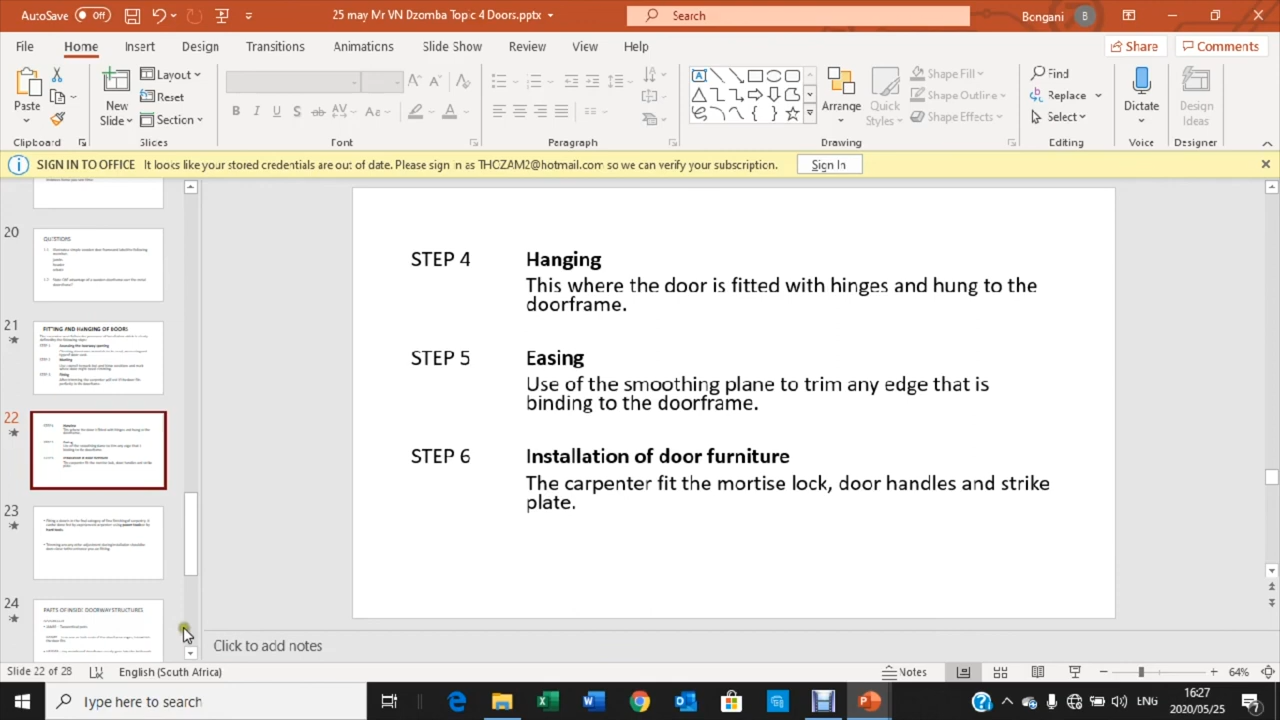 AutoSave Off 25 may Mr VN Dzomba Topic 4 Doors.pptx Search Bongani B
File Home Insert Design Transitions Animations Slide Show Review View Help Share Comments
Paste New Slide Layout Reset Section Arrange Quick Styles Shape Fill Shape Outline Shape Effects Find Replace Select Dictate Design Ideas
Clipboard Slides Font Paragraph Drawing Editing Voice Designer
SIGN IN TO OFFICE It looks like your stored credentials are out of date. Please sign in as THCZAM2@hotmail.com so we can verify your subscription. Sign In
20
QUESTIONS
21
FITTING AND HANGING OF DOORS
22
23
24
PARTS OF INSIDE DOORWAY STRUCTURES
STEP 4 Hanging
This where the door is fitted with hinges and hung to the
doorframe.
STEP 5 Easing
Use of the smoothing plane to trim any edge that is
binding to the doorframe.
STEP 6 Installation of door furniture
The carpenter fit the mortise lock, door handles and strike
plate.
Click to add notes
Slide 22 of 28 English (South Africa) Notes 64%
Type here to search ENG 16:27
2020/05/25